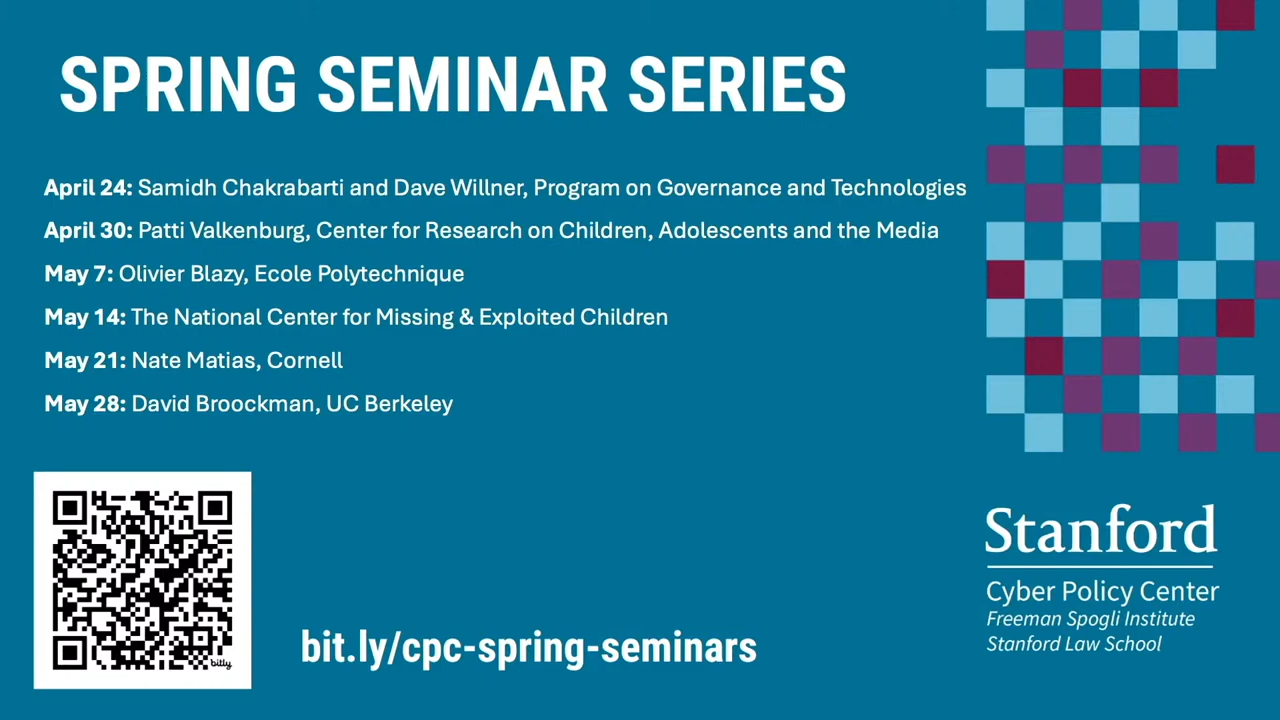 SPRING SEMINAR SERIES
April 24: Samidh Chakrabarti and Dave Willner, Program on Governance and Technologies
April 30: Patti Valkenburg, Center for Research on Children, Adolescents and the Media
May 7: Olivier Blazy, Ecole Polytechnique
May 14: The National Center for Missing & Exploited Children
May 21: Nate Matias, Cornell
May 28: David Broockman, UC Berkeley
bitly
bit.ly/cpc-spring-seminars
Stanford
Cyber Policy Center
Freeman Spogli Institute
Stanford Law School